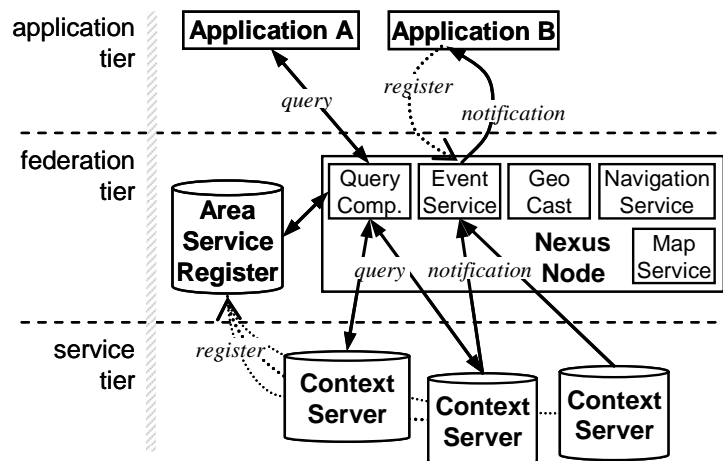 application
tier
Application A
Application B
query
register
notification
federation
tier
Area
Service
Register
Query
Comp.
Event
Service
Geo
Cast
Navigation
Service
Nexus
Node
Map
Service
query
notification
service
tier
register
Context
Server
Context
Server
Context
Server